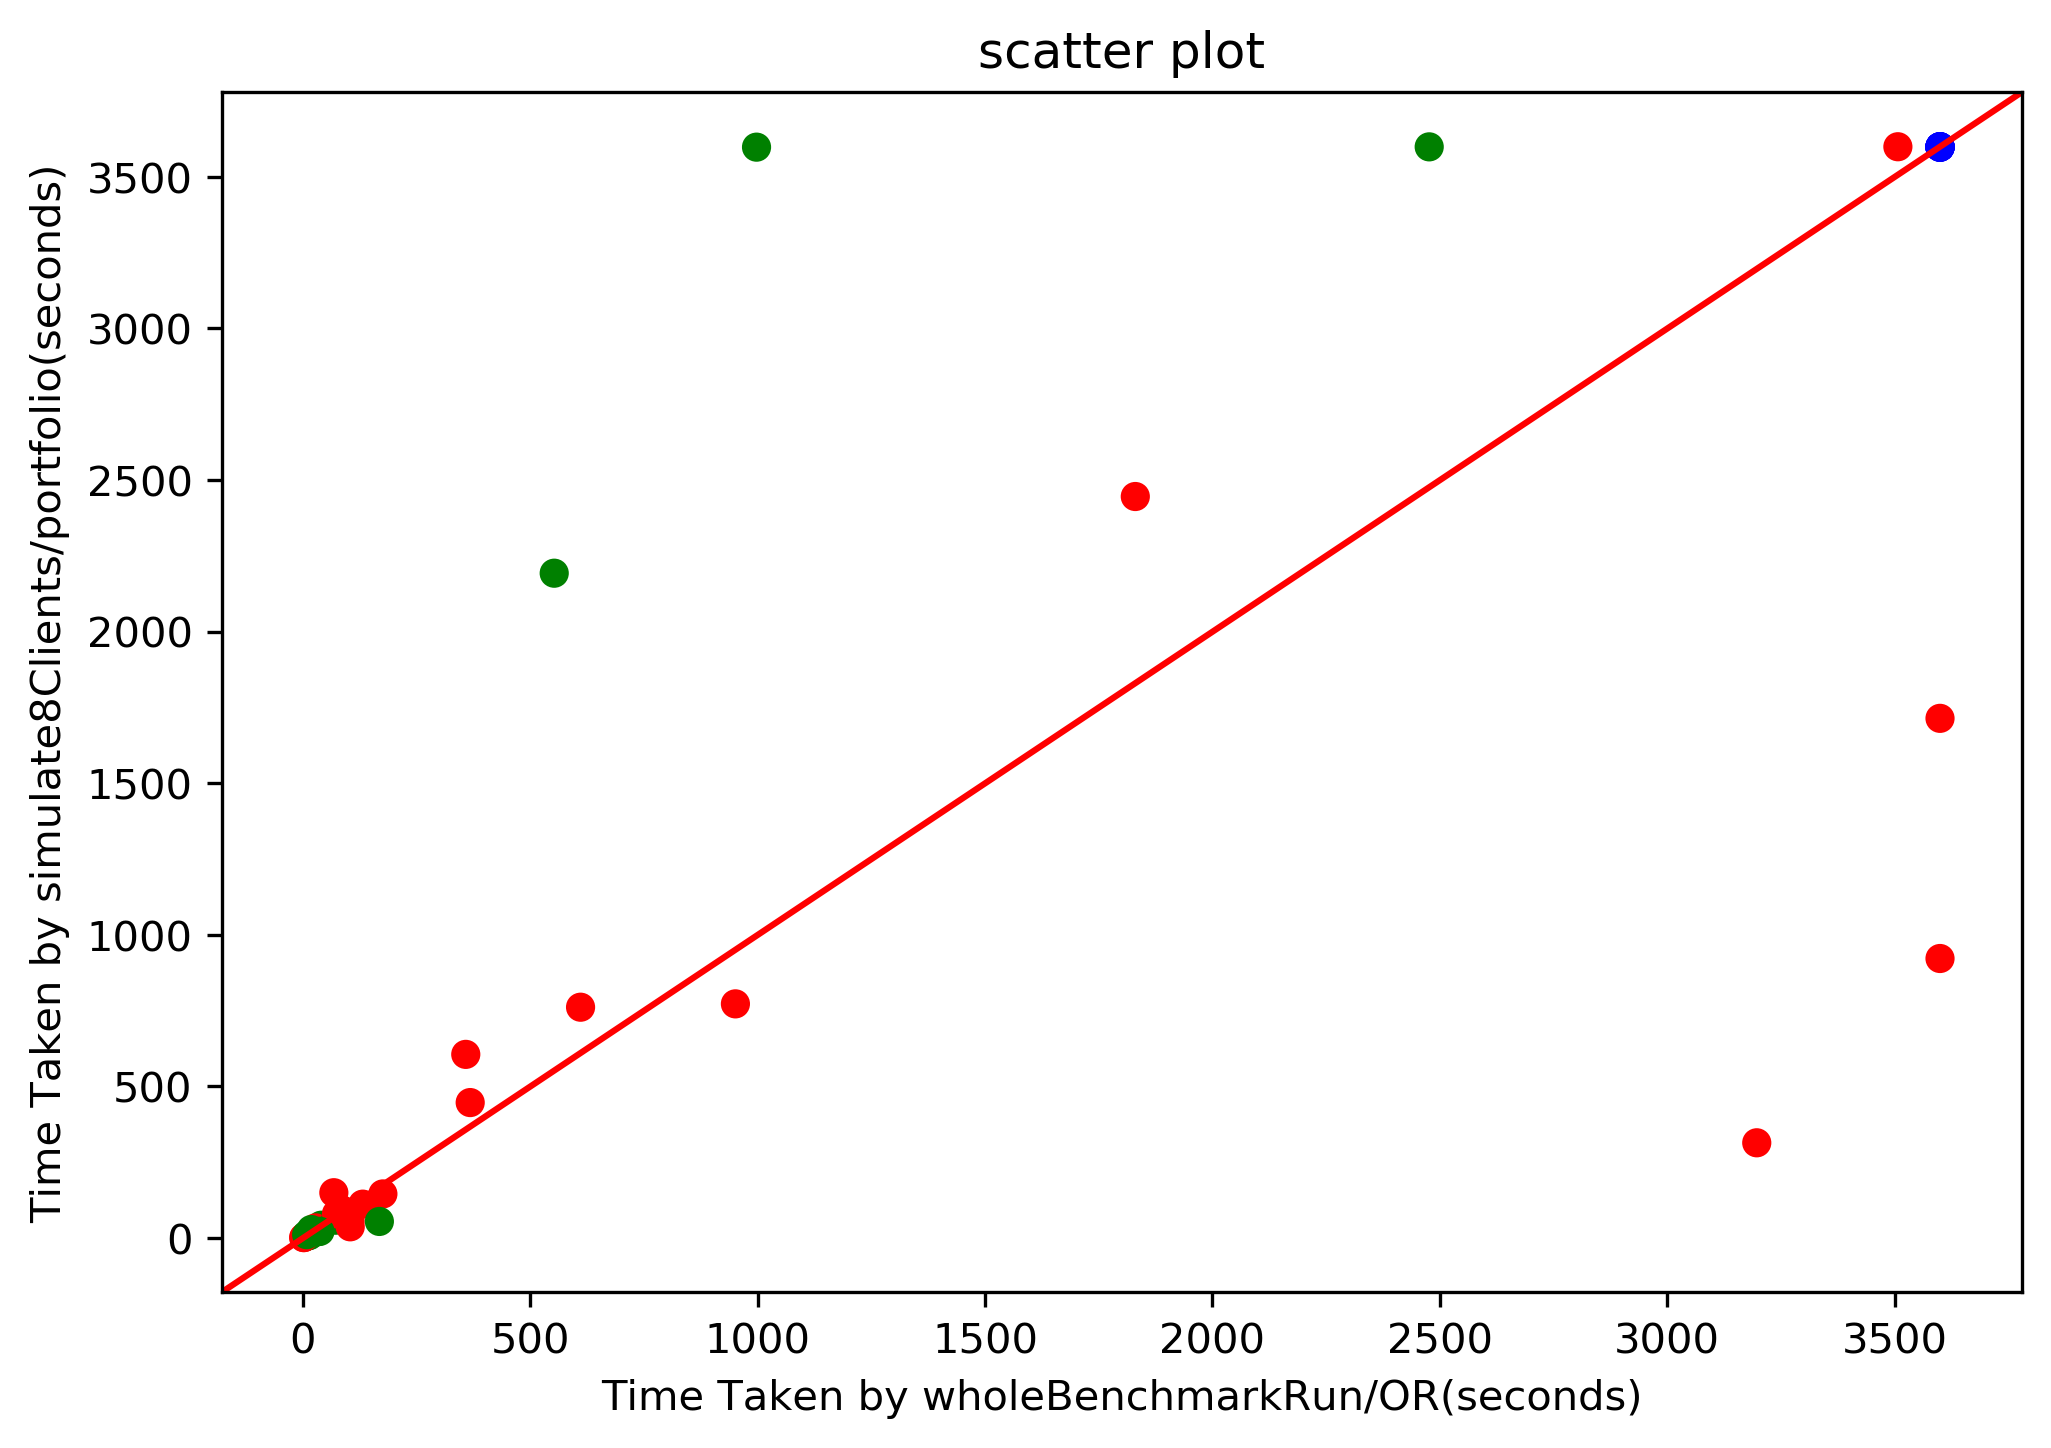 scatter plot
Time Taken by simulate8Clients/portfolio(seconds)
3500
3000
2500
2000
1500
1000
500
0
0 500 1000 1500 2000 2500 3000 3500
Time Taken by wholeBenchmarkRun/OR(seconds)